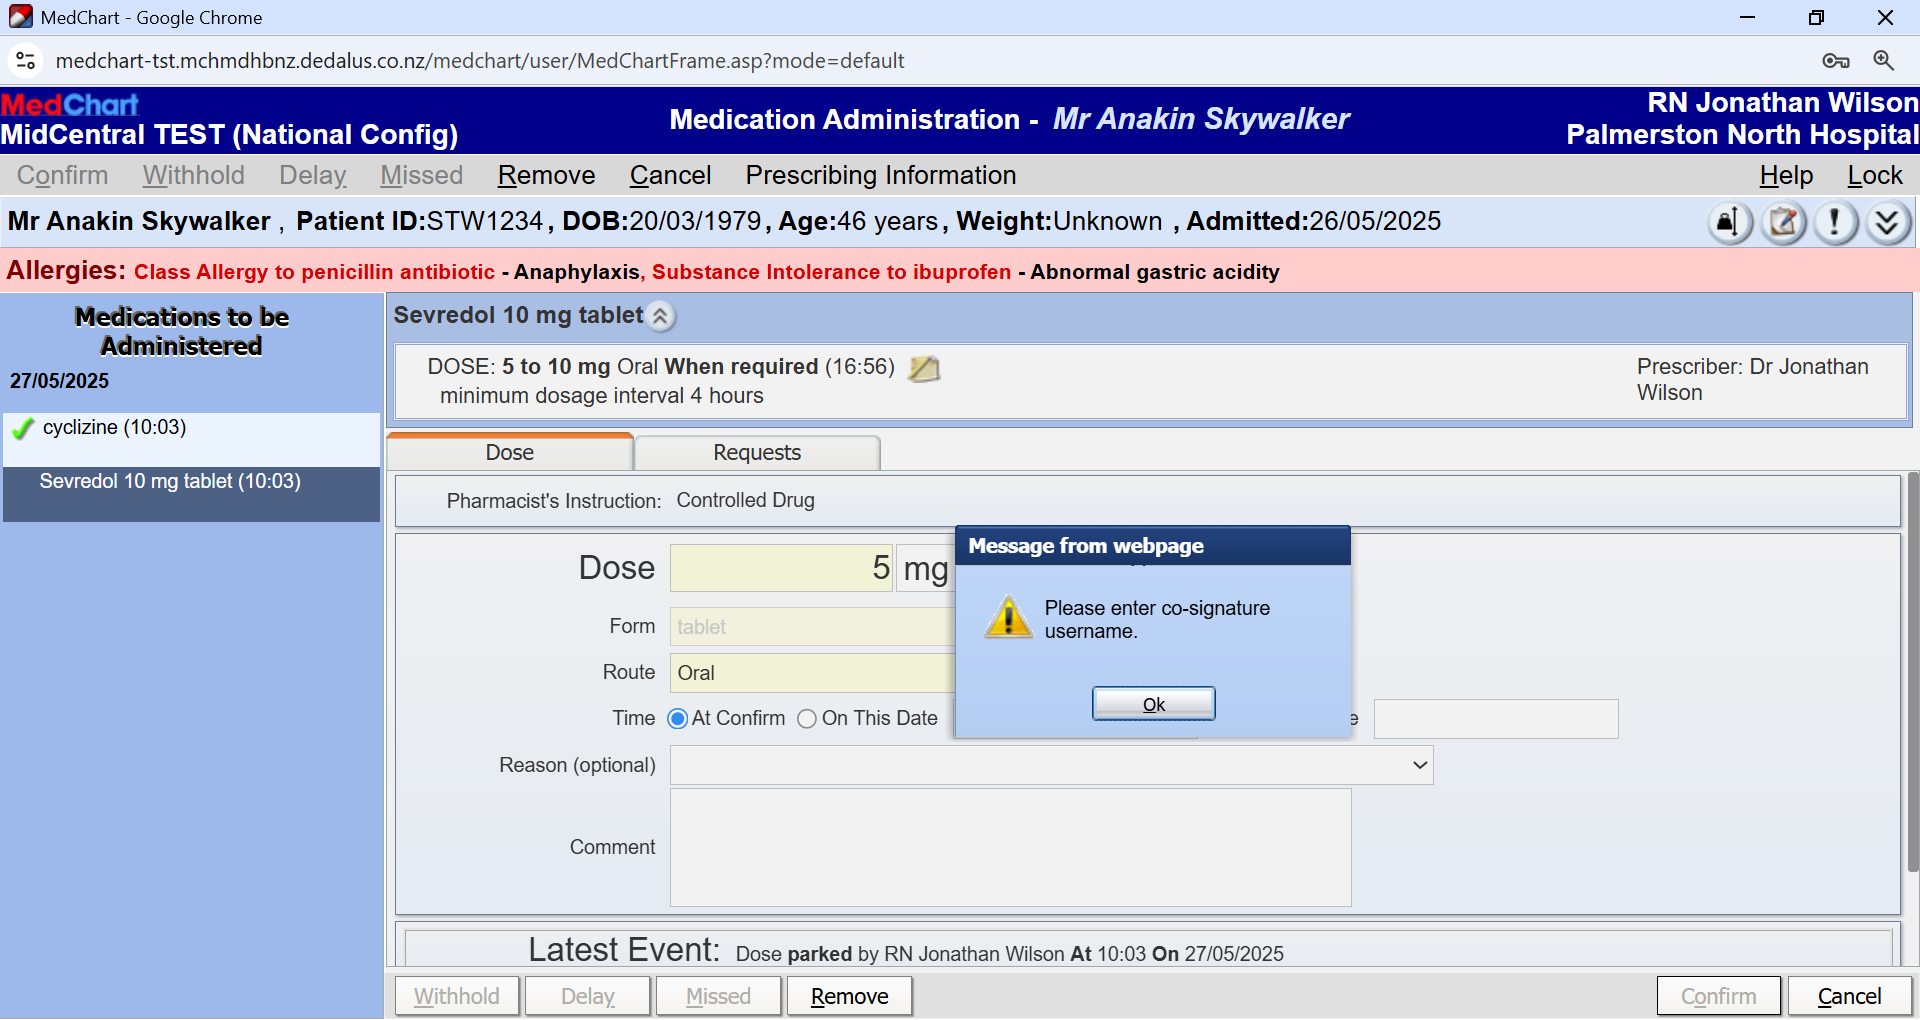 MedChart - Google Chrome
medchart-tst.mchmdhbnz.dedalus.co.nz/medchart/user/MedChartFrame.asp?mode=default
MedChart
MidCentral TEST (National Config)
Medication Administration - Mr Anakin Skywalker
RN Jonathan Wilson
Palmerston North Hospital
Confirm Withhold Delay Missed Remove Cancel Prescribing Information Help Lock
Mr Anakin Skywalker , Patient ID:STW1234, DOB:20/03/1979, Age:46 years, Weight:Unknown , Admitted:26/05/2025
Allergies: Class Allergy to penicillin antibiotic - Anaphylaxis, Substance Intolerance to ibuprofen - Abnormal gastric acidity
Medications to be
Administered
27/05/2025
cyclizine (10:03)
Sevredol 10 mg tablet (10:03)
Sevredol 10 mg tablet
DOSE: 5 to 10 mg Oral When required (16:56)
minimum dosage interval 4 hours
Prescriber: Dr Jonathan
Wilson
Dose Requests
Pharmacist's Instruction: Controlled Drug
Dose 5 mg
Form tablet
Route Oral
Time At Confirm On This Date
e
Reason (optional)
Comment
Message from webpage
Please enter co-signature
username.
Ok
Latest Event: Dose parked by RN Jonathan Wilson At 10:03 On 27/05/2025
Withhold Delay Missed Remove Confirm Cancel